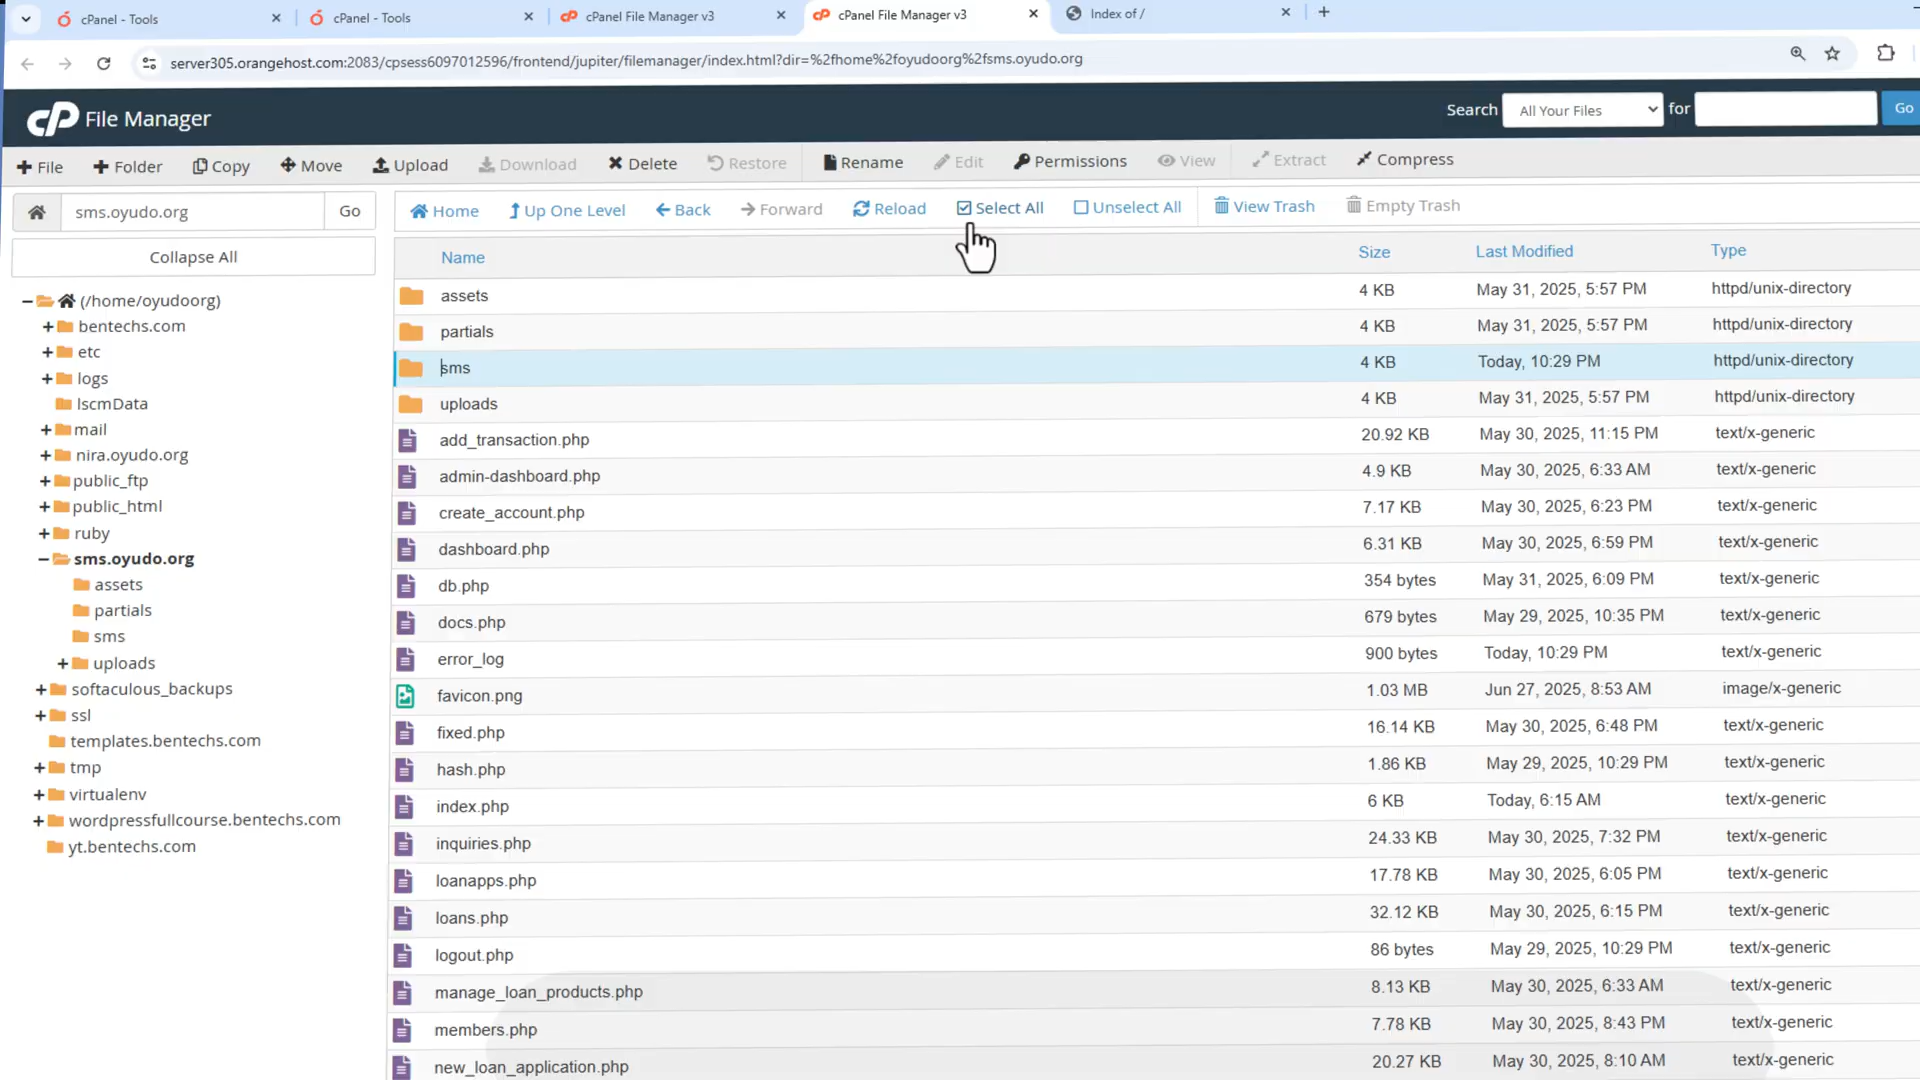 cPanel - Tools
cPanel - Tools
cPanel File Manager v3
cPanel File Manager v3
Index of /
server305.orangehost.com:2083/cpsess6097012596/frontend/jupiter/filemanager/index.html?dir=%2fhome%2foyudoorg%2fsms.oyudo.org
cP File Manager
Search All Your Files for Go
File Folder Copy Move Upload Download Delete Restore Rename Edit Permissions View Extract Compress
sms.oyudo.org Go
Home Up One Level Back Forward Reload Select All Unselect All View Trash Empty Trash
Collapse All
(/home/oyudoorg)
bentechs.com
etc
logs
lscmData
mail
nira.oyudo.org
public_ftp
public_html
ruby
sms.oyudo.org
assets
partials
sms
uploads
softaculous_backups
ssl
templates.bentechs.com
tmp
virtualenv
wordpressfullcourse.bentechs.com
yt.bentechs.com
Name Size Last Modified Type
assets 4 KB May 31, 2025, 5:57 PM httpd/unix-directory
partials 4 KB May 31, 2025, 5:57 PM httpd/unix-directory
sms 4 KB Today, 10:29 PM httpd/unix-directory
uploads 4 KB May 31, 2025, 5:57 PM httpd/unix-directory
add_transaction.php 20.92 KB May 30, 2025, 11:15 PM text/x-generic
admin-dashboard.php 4.9 KB May 30, 2025, 6:33 AM text/x-generic
create_account.php 7.17 KB May 30, 2025, 6:23 PM text/x-generic
dashboard.php 6.31 KB May 30, 2025, 6:59 PM text/x-generic
db.php 354 bytes May 31, 2025, 6:09 PM text/x-generic
docs.php 679 bytes May 29, 2025, 10:35 PM text/x-generic
error_log 900 bytes Today, 10:29 PM text/x-generic
favicon.png 1.03 MB Jun 27, 2025, 8:53 AM image/x-generic
fixed.php 16.14 KB May 30, 2025, 6:48 PM text/x-generic
hash.php 1.86 KB May 29, 2025, 10:29 PM text/x-generic
index.php 6 KB Today, 6:15 AM text/x-generic
inquiries.php 24.33 KB May 30, 2025, 7:32 PM text/x-generic
loanapps.php 17.78 KB May 30, 2025, 6:05 PM text/x-generic
loans.php 32.12 KB May 30, 2025, 6:15 PM text/x-generic
logout.php 86 bytes May 29, 2025, 10:29 PM text/x-generic
manage_loan_products.php 8.13 KB May 30, 2025, 6:33 AM text/x-generic
members.php 7.78 KB May 30, 2025, 8:43 PM text/x-generic
new_loan_application.php 20.27 KB May 30, 2025, 8:10 AM text/x-generic